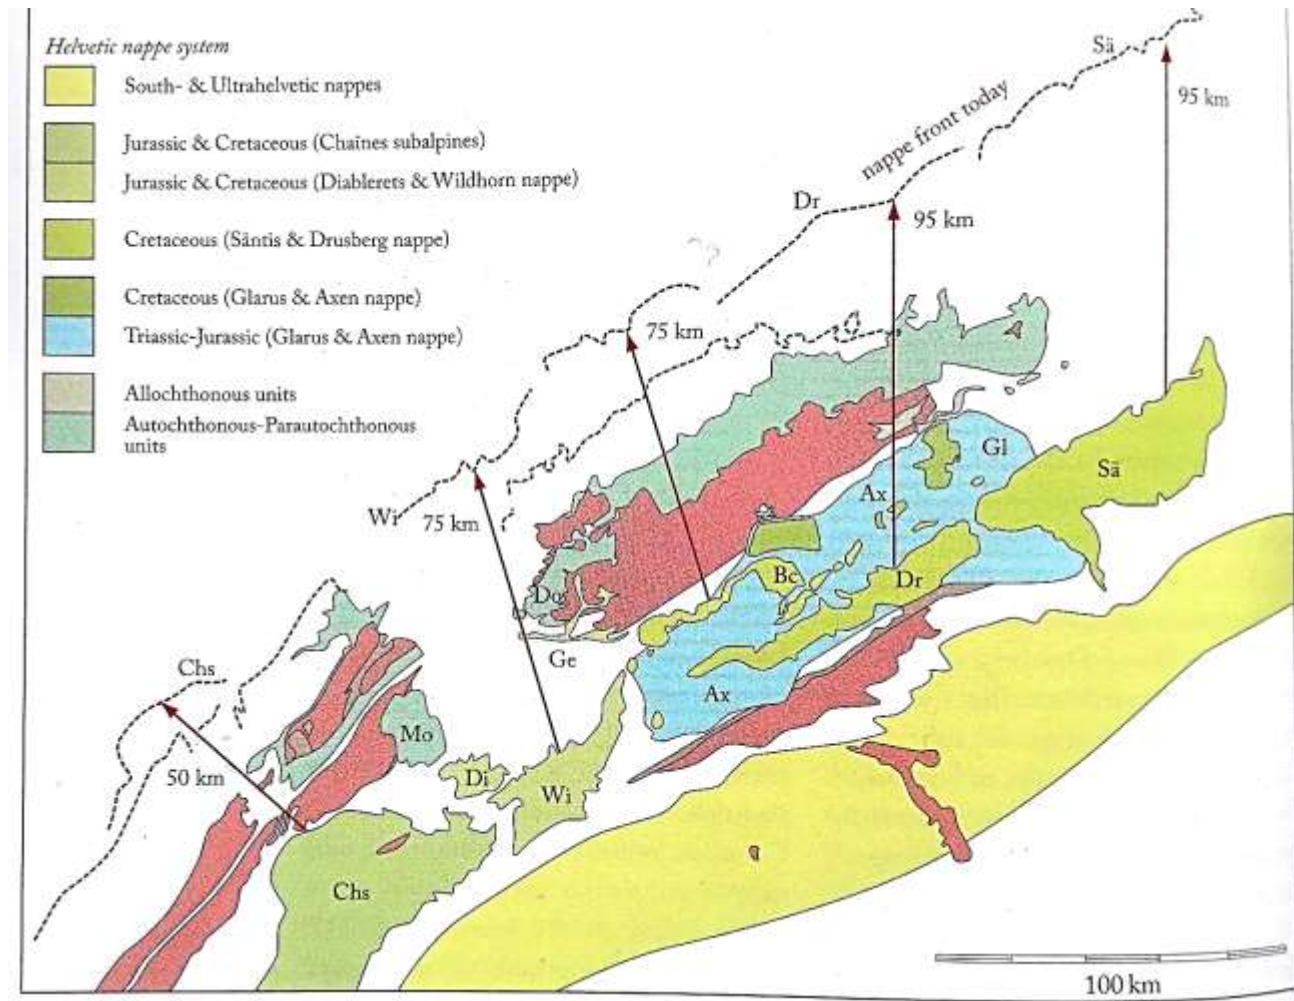 Helvetic nappe system
South- & Ultrahelvetic nappes
Jurassic & Cretaceous (Chaînes subalpines)
Jurassic & Cretaceous (Diablerets & Wildhorn nappe)
Cretaceous (Säntis & Drusberg nappe)
Cretaceous (Glarus & Axen nappe)
Triassic-Jurassic (Glarus & Axen nappe)
Allochthonous units
Autochthonous-Parautochthonous
units
Sä
95 km
nappe front today
Dr
95 km
75 km
Wi
75 km
Gl
Ax
Sä
Bc
Dr
Do
Ge
Ax
Chs
50 km
Mo
Di
Wi
Chs
100 km